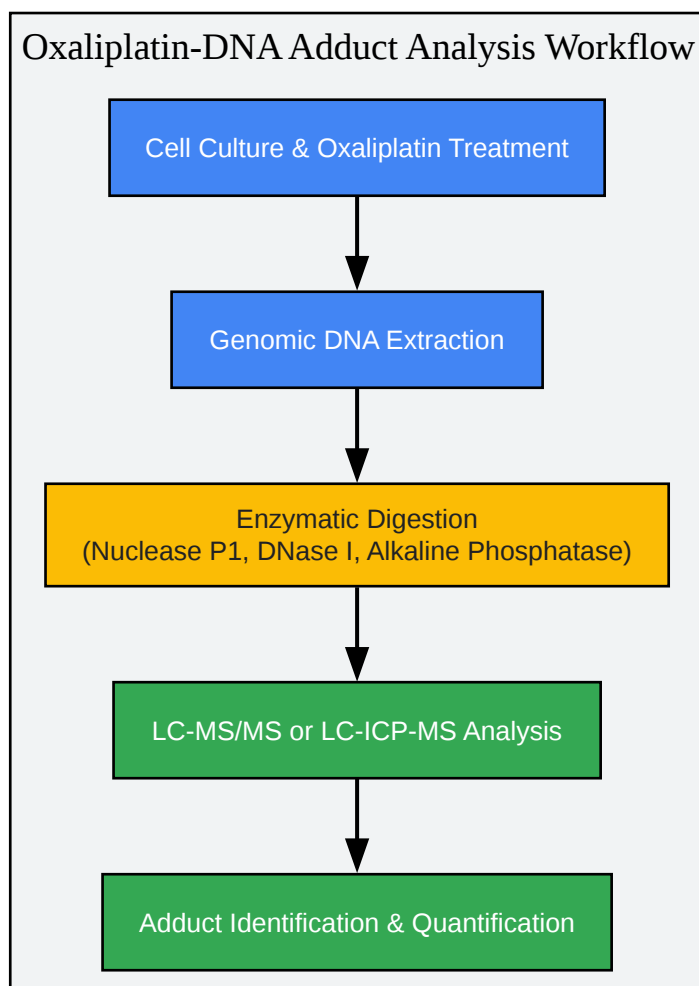 Oxaliplatin-DNA Adduct Analysis Workflow
Cell Culture & Oxaliplatin Treatment
Genomic DNA Extraction
Enzymatic Digestion
(Nuclease P1, DNase I, Alkaline Phosphatase)
LC-MS/MS or LC-ICP-MS Analysis
Adduct Identification & Quantification